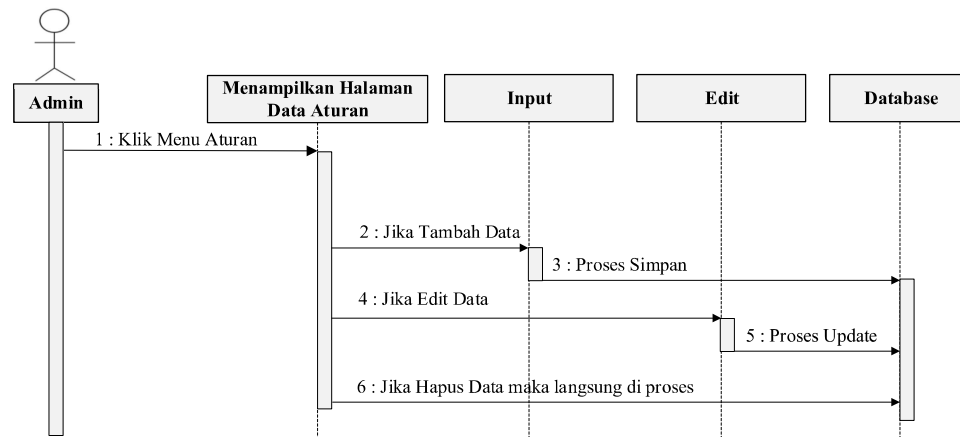 Admin
Menampilkan Halaman
Data Aturan
Input
Edit
Database
1 : Klik Menu Aturan
2 : Jika Tambah Data
3 : Proses Simpan
4 : Jika Edit Data
5 : Proses Update
6 : Jika Hapus Data maka langsung di proses